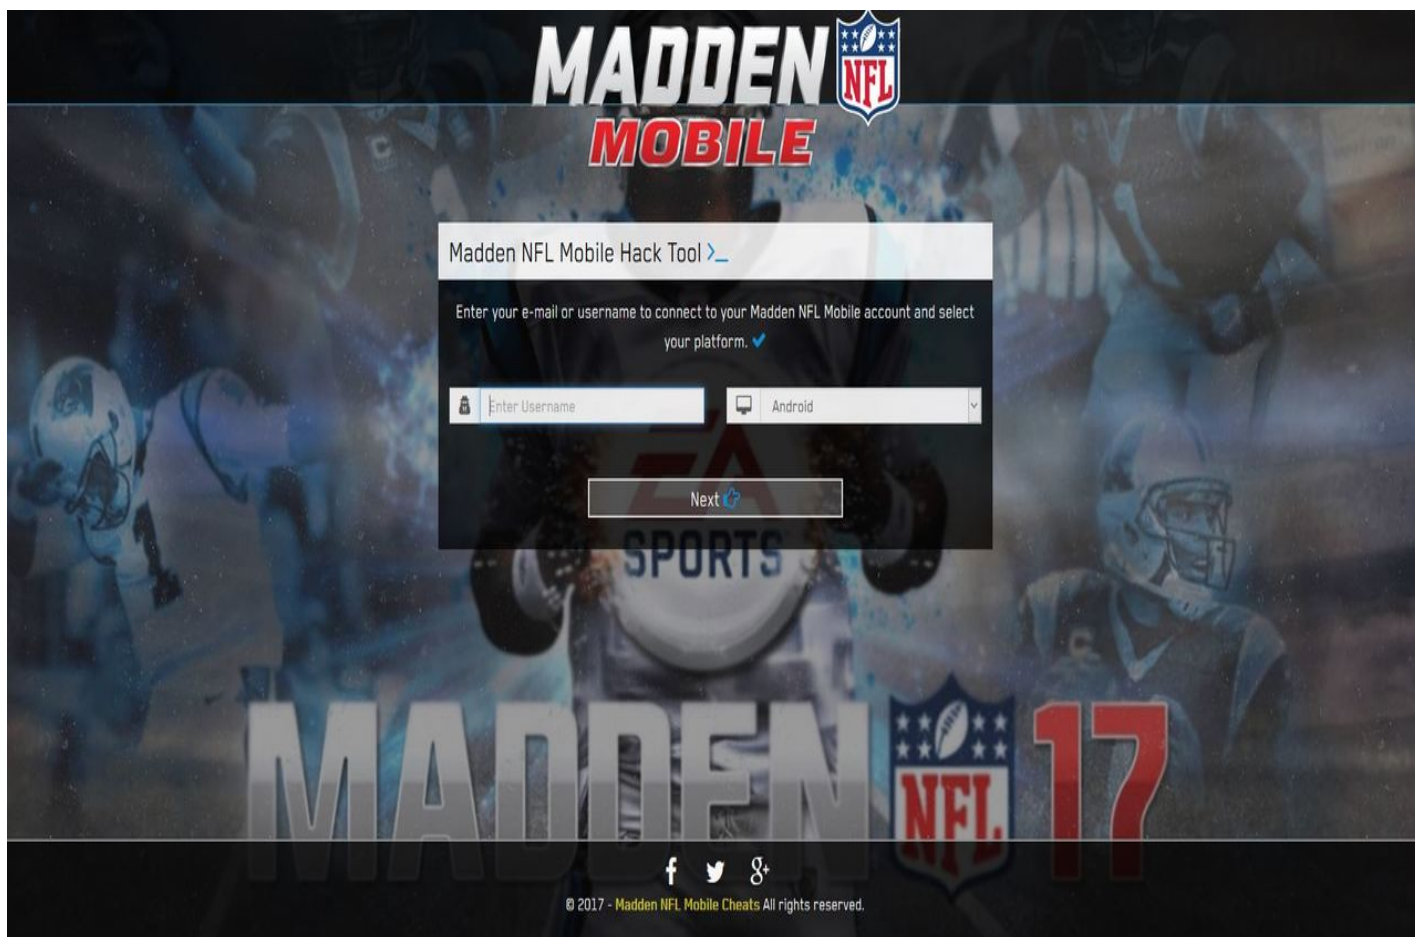 MADDEN NFL
MOBILE
Madden NFL Mobile Hack Tool >_
Enter your e-mail or username to connect to your Madden NFL Mobile account and select
your platform.
Enter Username
Android
Next
EA
SPORTS
MADDEN NFL 17
f g+
© 2017 - Madden NFL Mobile Cheats All rights reserved.